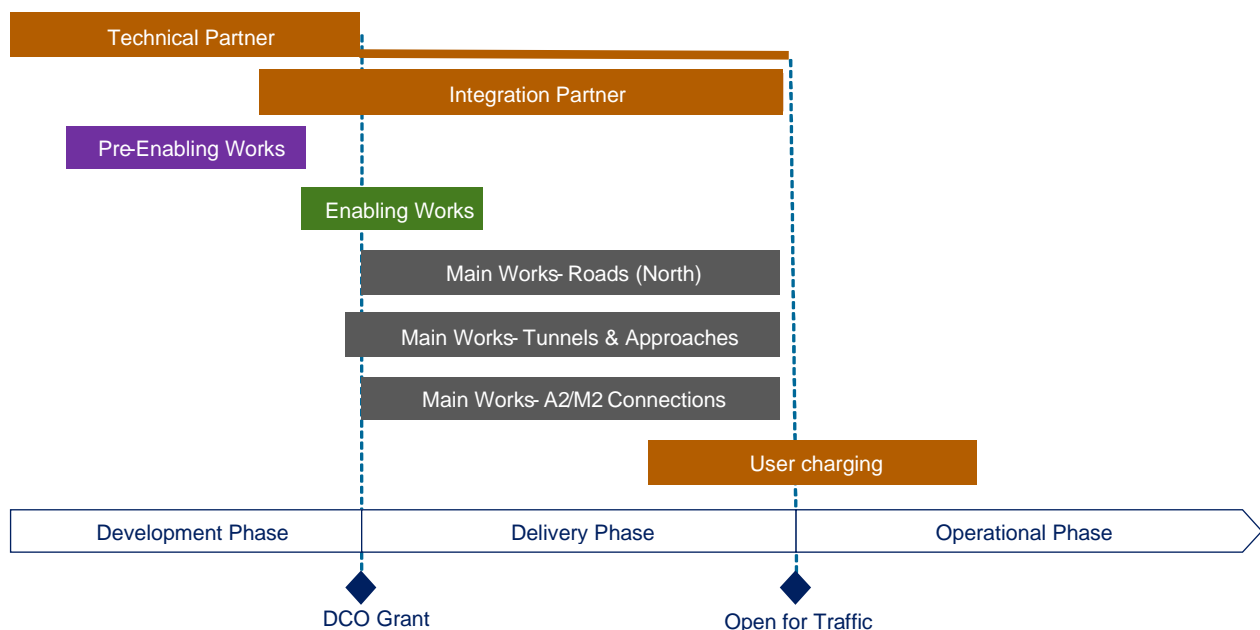 Technical Partner
Integration Partner
Pre-Enabling Works
Enabling Works
Main Works- Roads (North)
Main Works- Tunnels & Approaches
Main Works- A2/M2 Connections
User charging
Development Phase
Delivery Phase
Operational Phase
DCO Grant
Open for Traffic